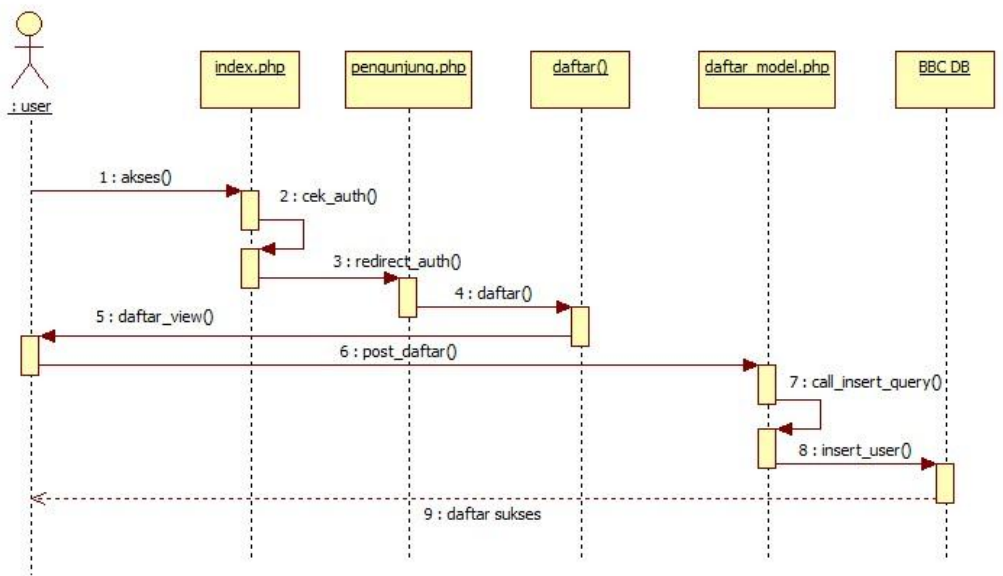 : user
index.php
pengunjung.php
daftar()
daftar_model.php
BBC DB
1 : akses()
2 : cek_auth()
3 : redirect_auth()
4 : daftar()
5 : daftar_view()
6 : post_daftar()
7 : call_insert_query()
8 : insert_user()
9 : daftar sukses